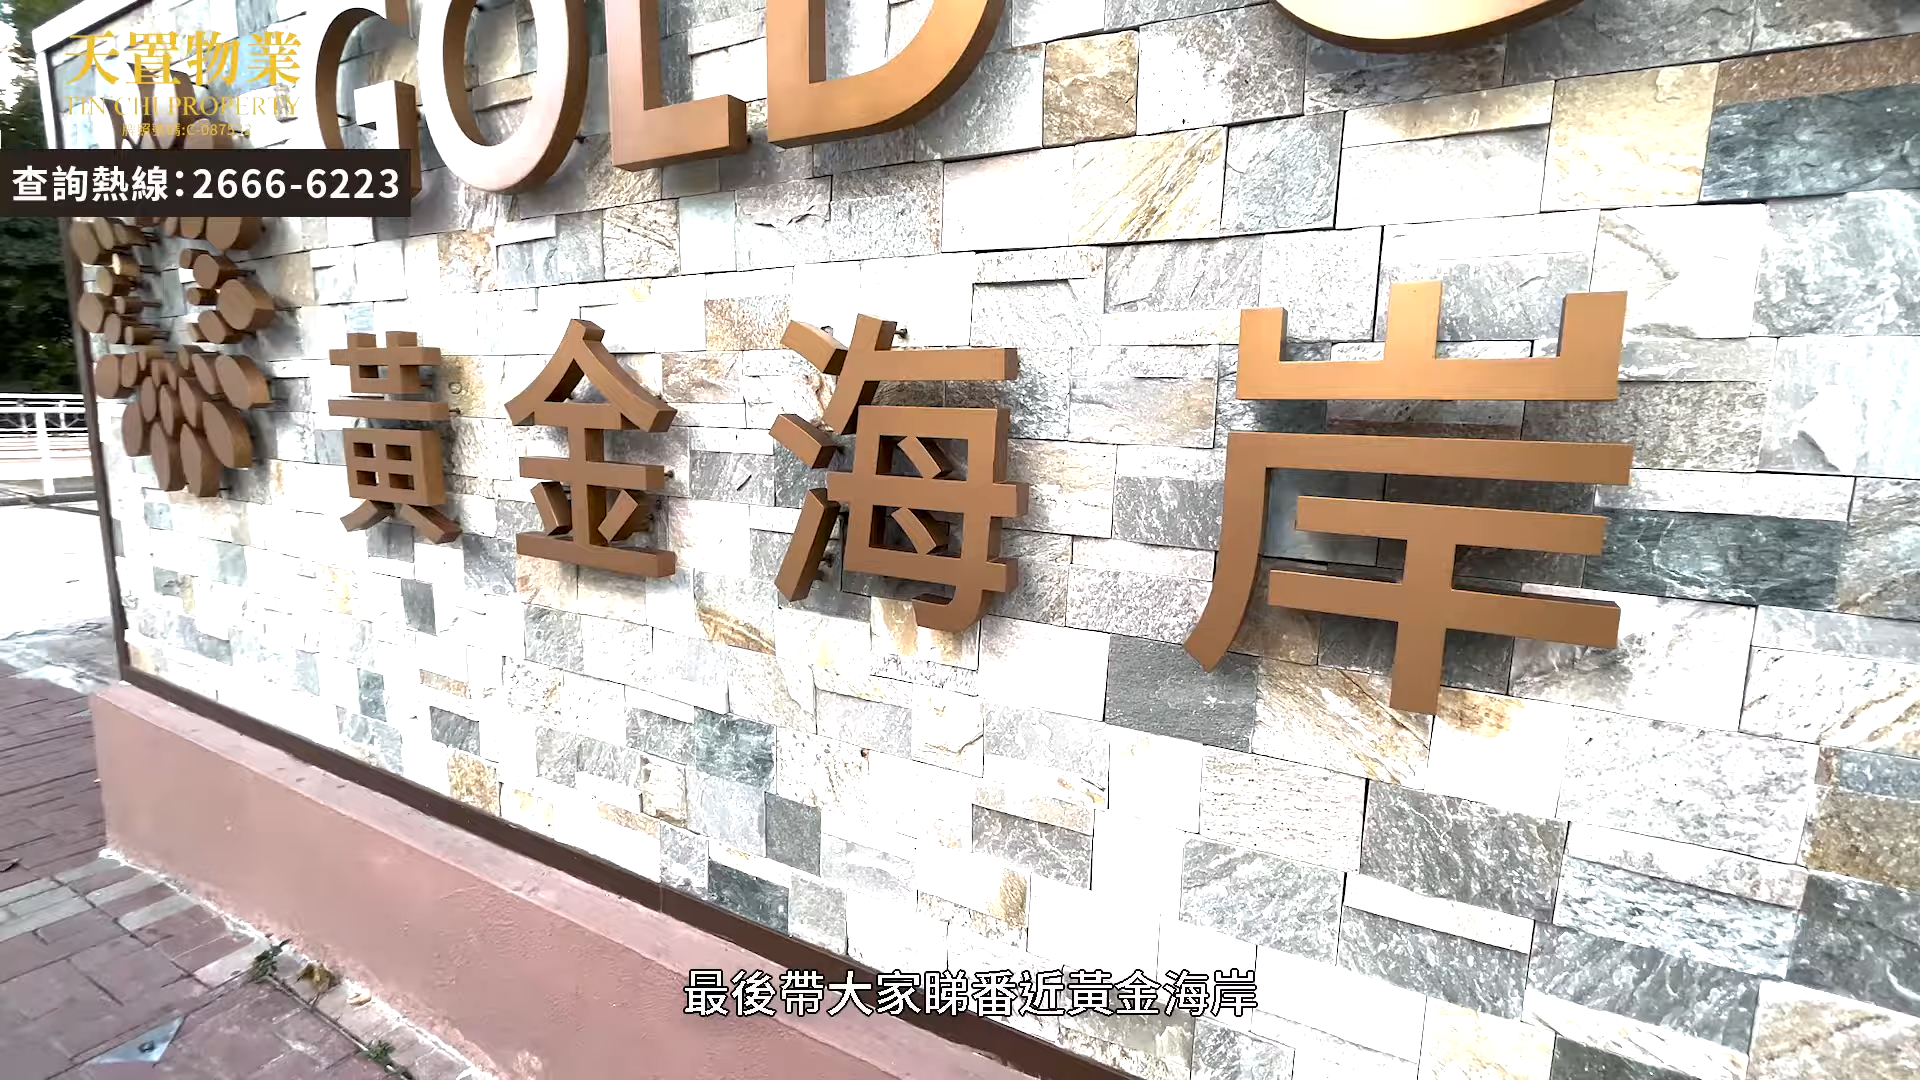 天置物業
TIN CHI PROPERTY
查詢熱線:2666-6223
GOLD
黃金海岸
最後帶大家睇番近黃金海岸